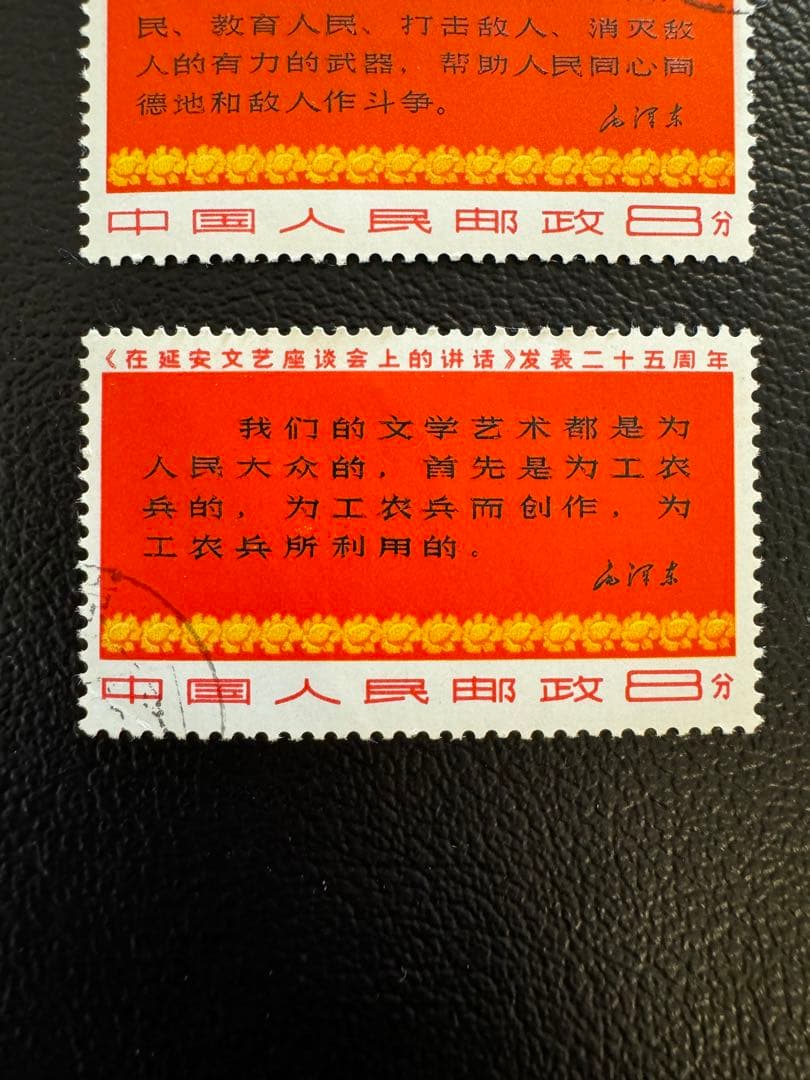 民、教育人民、打击敌人、消灭敌
人的有力的武器，帮助人民同心同
德地和敌人作斗争。
毛泽东
中国人民邮政8分
《在延安文艺座谈会上的讲话》发表二十五周年
我们的文学艺术都是为
人民大众的，首先是为工农
兵的，为工农兵而创作，为
工农兵所利用的。
毛泽东
中国人民邮政8分